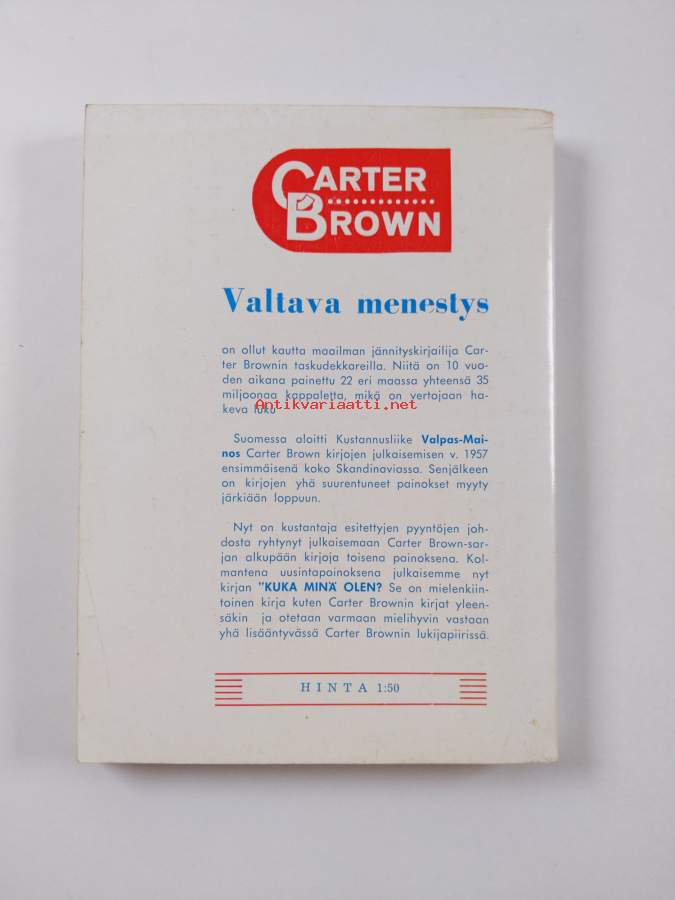 CARTER
BROWN
Valtava menestys
on ollut kautta maailman jännityskirjailija Car-
ter Brownin taskudekkareilla. Niitä on 10 vuo-
den aikana painettu 22 eri maassa yhteensä 35
miljoonaa kappaletta, mikä on vertojaan ha-
keva luku
Antikvariaatti.net
Suomessa aloitti Kustannusliike Valpas-Mai-
nos Carter Brown kirjojen julkaisemisen v. 1957
ensimmäisenä koko Skandinaviassa. Senjälkeen
on kirjojen yhä suurentuneet painokset myyty
järkiään loppuun.
Nyt on kustantaja esitettyjen pyyntöjen joh-
dosta ryhtynyt julkaisemaan Carter Brown-sar-
jan alkupään kirjoja toisena painoksena. Kol-
mantena uusintapainoksena julkaisemme nyt
kirjan "KUKA MINÄ OLEN? Se on mielenkiin-
toinen kirja kuten Carter Brownin kirjat yleen-
säkin ja otetaan varmaan mielihyvin vastaan
yhä lisääntyvässä Carter Brownin lukijapiirissä.
HINTA 1:50